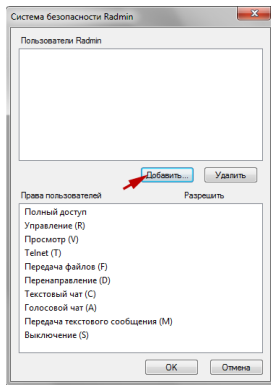 Система безопасности Radmin
Пользователи Radmin
Добавить... Удалить
Права пользователей Разрешить
Полный доступ
Управление (R)
Просмотр (V)
Telnet (T)
Передача файлов (F)
Перенаправление (D)
Текстовый чат (C)
Голосовой чат (A)
Передача текстового сообщения (M)
Выключение (S)
OK Отмена